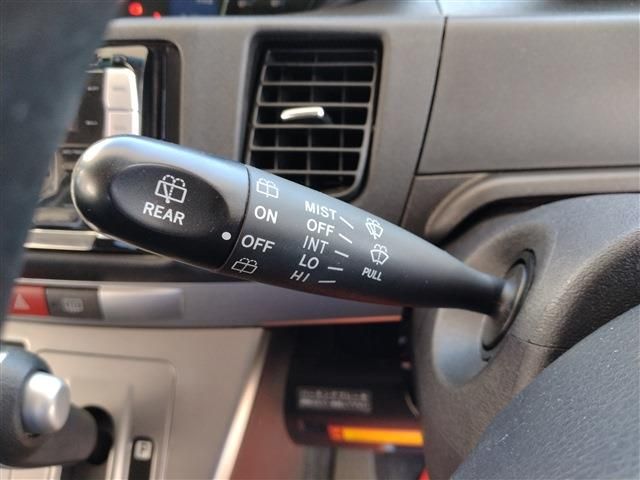 REAR
ON
OFF
MIST
OFF
INT
LO
HI
PULL
F